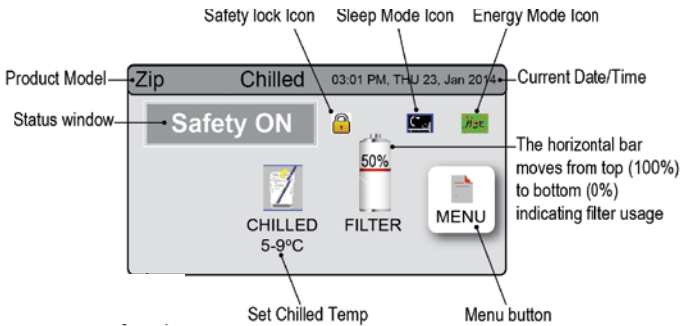 Safety lock Icon Sleep Mode Icon Energy Mode Icon
Product Model Zip Chilled 03:01 PM, THU 23, Jan 2014 Current Date/Time
Status window Safety ON
The horizontal bar
moves from top (100%)
to bottom (0%)
indicating filter usage
50%
CHILLED FILTER MENU
5-9ºC
Set Chilled Temp Menu button